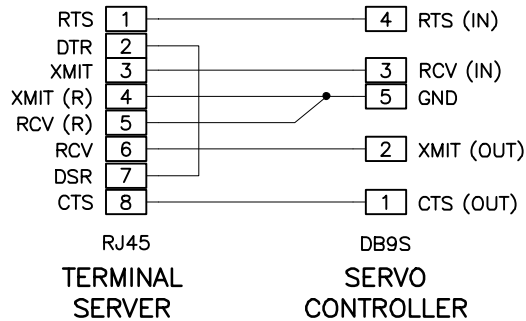 RTS 1 4 RTS (IN)
DTR 2
XMIT 3 3 RCV (IN)
XMIT (R) 4 5 GND
RCV (R) 5
RCV 6 2 XMIT (OUT)
DSR 7
CTS 8 1 CTS (OUT)
RJ45 DB9S
TERMINAL SERVO
SERVER CONTROLLER